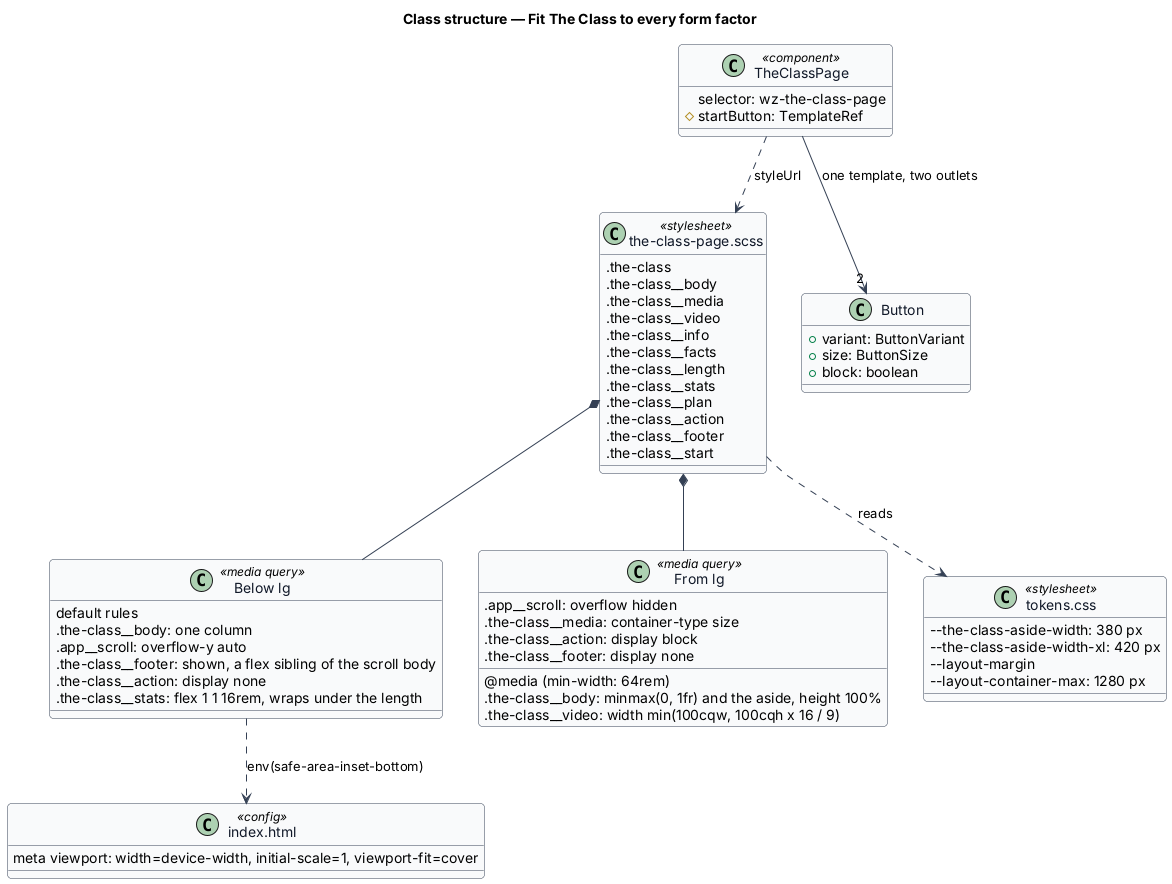 Class structure — Fit The Class to every form factor
«component»
TheClassPage
selector: wz-the-class-page
startButton: TemplateRef
styleUrl
one template, two outlets
2
«stylesheet»
the-class-page.scss
.the-class
.the-class__body
.the-class__media
.the-class__video
.the-class__info
.the-class__facts
.the-class__length
.the-class__stats
.the-class__plan
.the-class__action
.the-class__footer
.the-class__start
C
Button
variant: ButtonVariant
size: ButtonSize
block: boolean
reads
«media query»
Below lg
default rules
.the-class__body: one column
.app__scroll: overflow-y auto
.the-class__footer: shown, a flex sibling of the scroll body
.the-class__action: display none
.the-class__stats: flex 1 1 16rem, wraps under the length
«media query»
From lg
.app__scroll: overflow hidden
.the-class__media: container-type size
.the-class__action: display block
.the-class__footer: display none
@media (min-width: 64rem)
.the-class__body: minmax(0, 1fr) and the aside, height 100%
.the-class__video: width min(100cqw, 100cqh x 16 / 9)
«stylesheet»
tokens.css
--the-class-aside-width: 380 px
--the-class-aside-width-xl: 420 px
--layout-margin
--layout-container-max: 1280 px
env(safe-area-inset-bottom)
«config»
index.html
meta viewport: width=device-width, initial-scale=1, viewport-fit=cover